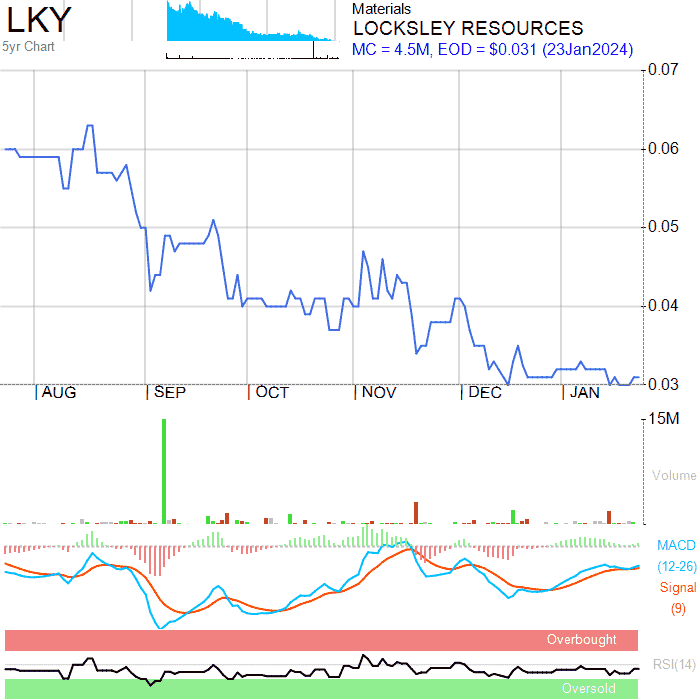 LKY
5yr Chart
Materials
LOCKSLEY RESOURCES
MC = 4.5M, EOD = $0.031 (23Jan2024)
0.07
0.06
0.05
0.04
0.03
AUG SEP OCT NOV DEC JAN
15M
Volume
MACD
(12-26)
Signal
(9)
Overbought
RSI(14)
Oversold